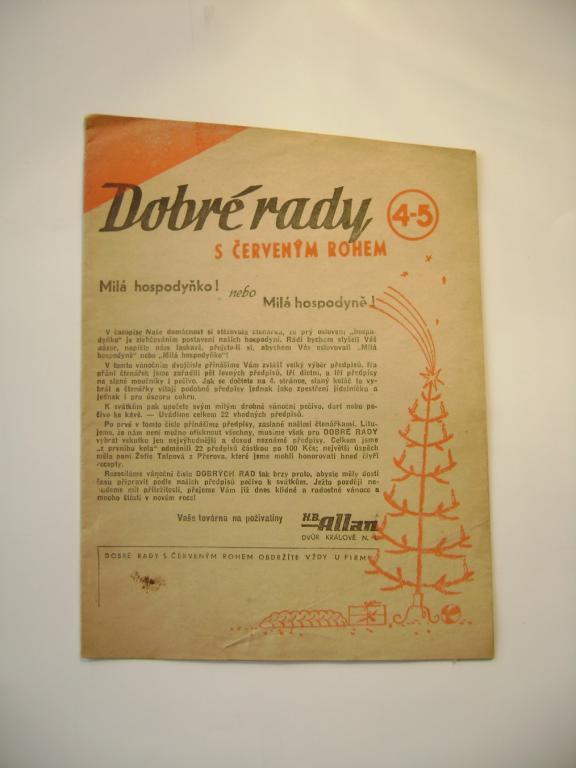 Dobré rady
4-5
S ČERVENÝM ROHEM
Milá hospodyňko!
nebo
Milá hospodyně!
V časopise Naše domácnost si stěžovala čtenářka, že prý oslovení „hospo-
dyňko" je zlehčováním postavení našich hospodyní. Rádi bychom slyšeli Váš
názor, napište nám laskavě, přejete-li si, abychom Vás oslovovali „Milá
hospodyně" nebo „Milá hospodyňko"!
V tomto vánočním dvojčísle přinášíme Vám zvlášť velký výběr předpisů. Na
přání čtenářek jsme zařadili pět levných předpisů, tři dietní, a tři předpisy
na slané moučníky i pečivo. Jak se dočtete na 4. stránce, slaný koláč to vy-
hrál a čtenářky vítají podobné předpisy jednak jako zpestření jídelníčku a
jednak i pro úsporu cukru.
K svátkům pak upečete svým milým drobné vánoční pečivo, dort nebo po-
čivo ke kávě. — Uvádíme celkem 22 vhodných předpisů.
Po prvé v tomto čísle přinášíme předpisy, zaslané našimi čtenářkami. Litu-
jeme, že nám není možno otisknout všechny, musíme však pro DOBRÉ RADY
vybrat vskutku jen nejvýhodnější a dosud neznámé předpisy. Celkem jsme
„z prvního kola" odměnili 22 předpisů částkou po 100 Kčs; největší úspěch
měla paní Žofie Talpová z Přerova, které jsme mohli honorovati hned čtyři
recepty.
Rozesíláme vánoční číslo DOBRÝCH RAD tak brzy proto, abyste měly dosti
času připravit podle našich předpisů pečivo k svátkům. Ježto později ne-
budeme mít příležitosti, přejeme Vám již dnes klidné a radostné vánoce a
mnoho štěstí v novém roce!
Vaše továrna na poživatiny
H.B. Allan
DVŮR KRÁLOVÉ N. L.
DOBRÉ RADY S ČERVENÝM ROHEM OBDRŽÍTE VŽDY U FIRMY